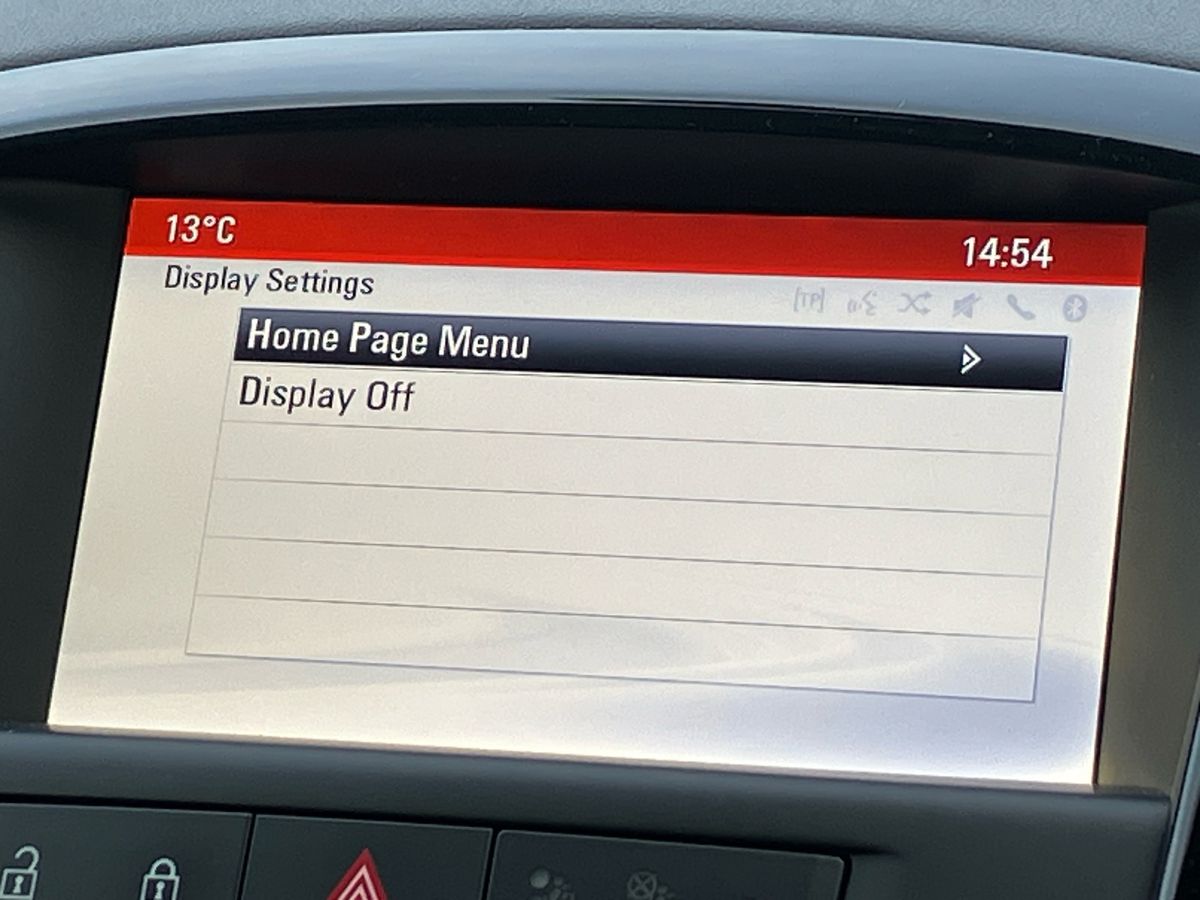 13°C
14:54
Display Settings
[TP]
Home Page Menu
Display Off